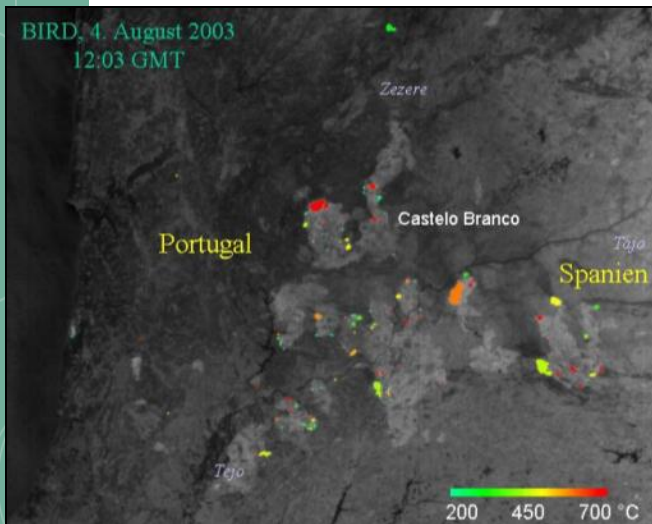 BIRD, 4. August 2003
12:03 GMT
Zezere
Castelo Branco
Portugal
Tajo
Spanien
Tejo
200 450 700 °C